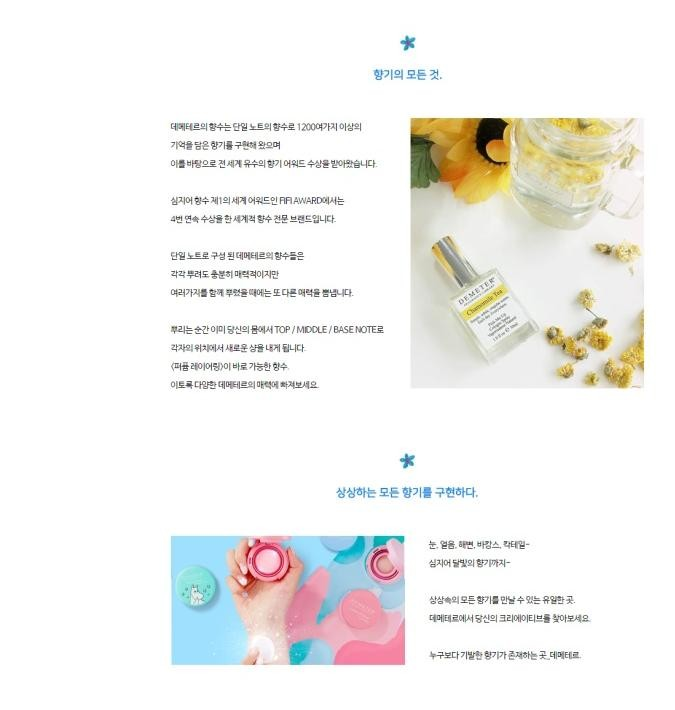 향기의 모든 것.
데메테르의 향수는 단일 노트의 향수로 1200여가지 이상의
기억을 담은 향기를 구현해 왔으며
이를 바탕으로 전 세계 유수의 향기 어워드 수상을 받아왔습니다.
심지어 향수 제1의 세계 어워드인 FIFI AWARD에서는
4번 연속 수상을 한 세계적 향수 전문 브랜드입니다.
단일 노트로 구성 된 데메테르의 향수들은
각각 뿌려도 충분히 매력적이지만
여러가지를 함께 뿌렸을 때에는 또 다른 매력을 뽐냅니다.
뿌리는 순간 이미 당신의 몸에서 TOP / MIDDLE / BASE NOTE로
각자의 위치에서 새로운 향을 내게 됩니다.
<퍼퓸 레이어링>이 바로 가능한 향수.
이토록 다양한 데메테르의 매력에 빠져보세요.
DEMETER
Chamomile Tea
Pick-Me-Up
Cologne Spray
상상하는 모든 향기를 구현하다.
눈, 얼음, 해변, 바캉스, 칵테일~
심지어 달빛의 향기까지~
상상속의 모든 향기를 만날 수 있는 유일한 곳.
데메테르에서 당신의 크리에이티브를 찾아보세요.
누구보다 기발한 향기가 존재하는 곳_데메테르.